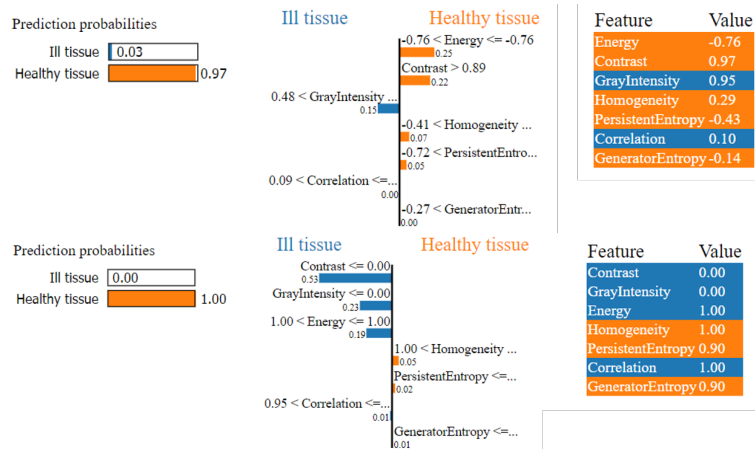 Prediction probabilities
Ill tissue 0.03
Healthy tissue 0.97
Ill tissue Healthy tissue
-0.76 < Energy <= -0.76
0.25
Contrast > 0.89
0.22
0.48 < GrayIntensity ...
0.15
-0.41 < Homogeneity ...
0.07
-0.72 < PersistentEntro...
0.05
0.09 < Correlation <=...
0.00
-0.27 < GeneratorEntr...
0.00
Feature Value
Energy -0.76
Contrast 0.97
GrayIntensity 0.95
Homogeneity 0.29
PersistentEntropy -0.43
Correlation 0.10
GeneratorEntropy -0.14
Prediction probabilities
Ill tissue 0.00
Healthy tissue 1.00
Ill tissue Healthy tissue
Contrast <= 0.00
0.53
GrayIntensity <= 0.00
0.23
1.00 < Energy <= 1.00
0.19
1.00 < Homogeneity ...
0.05
PersistentEntropy <=...
0.02
0.95 < Correlation <=...
0.01
GeneratorEntropy <=...
0.01
Feature Value
Contrast 0.00
GrayIntensity 0.00
Energy 1.00
Homogeneity 1.00
PersistentEntropy 0.90
Correlation 1.00
GeneratorEntropy 0.90